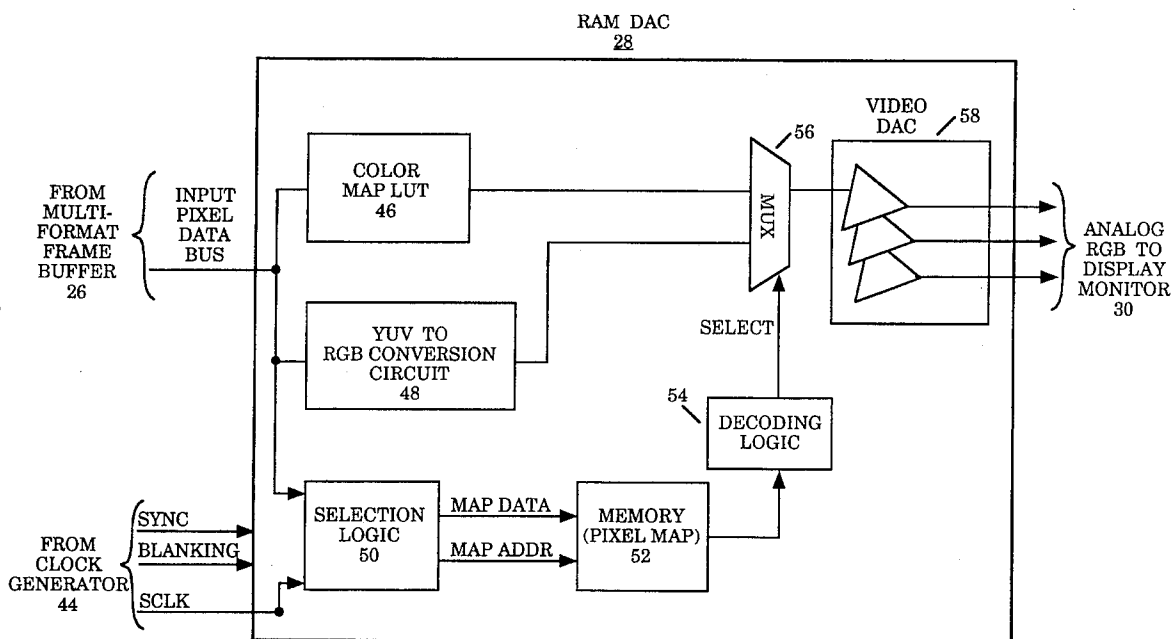 RAM DAC
28
FROM
MULTI-
FORMAT
FRAME
BUFFER
26
INPUT
PIXEL
DATA
BUS
COLOR
MAP LUT
46
YUV TO
RGB CONVERSION
CIRCUIT
48
56
MUX
VIDEO
DAC
58
ANALOG
RGB TO
DISPLAY
MONITOR
30
SELECT
54
DECODING
LOGIC
FROM
CLOCK
GENERATOR
44
SYNC
BLANKING
SCLK
SELECTION
LOGIC
50
MAP DATA
MAP ADDR
MEMORY
(PIXEL MAP)
52